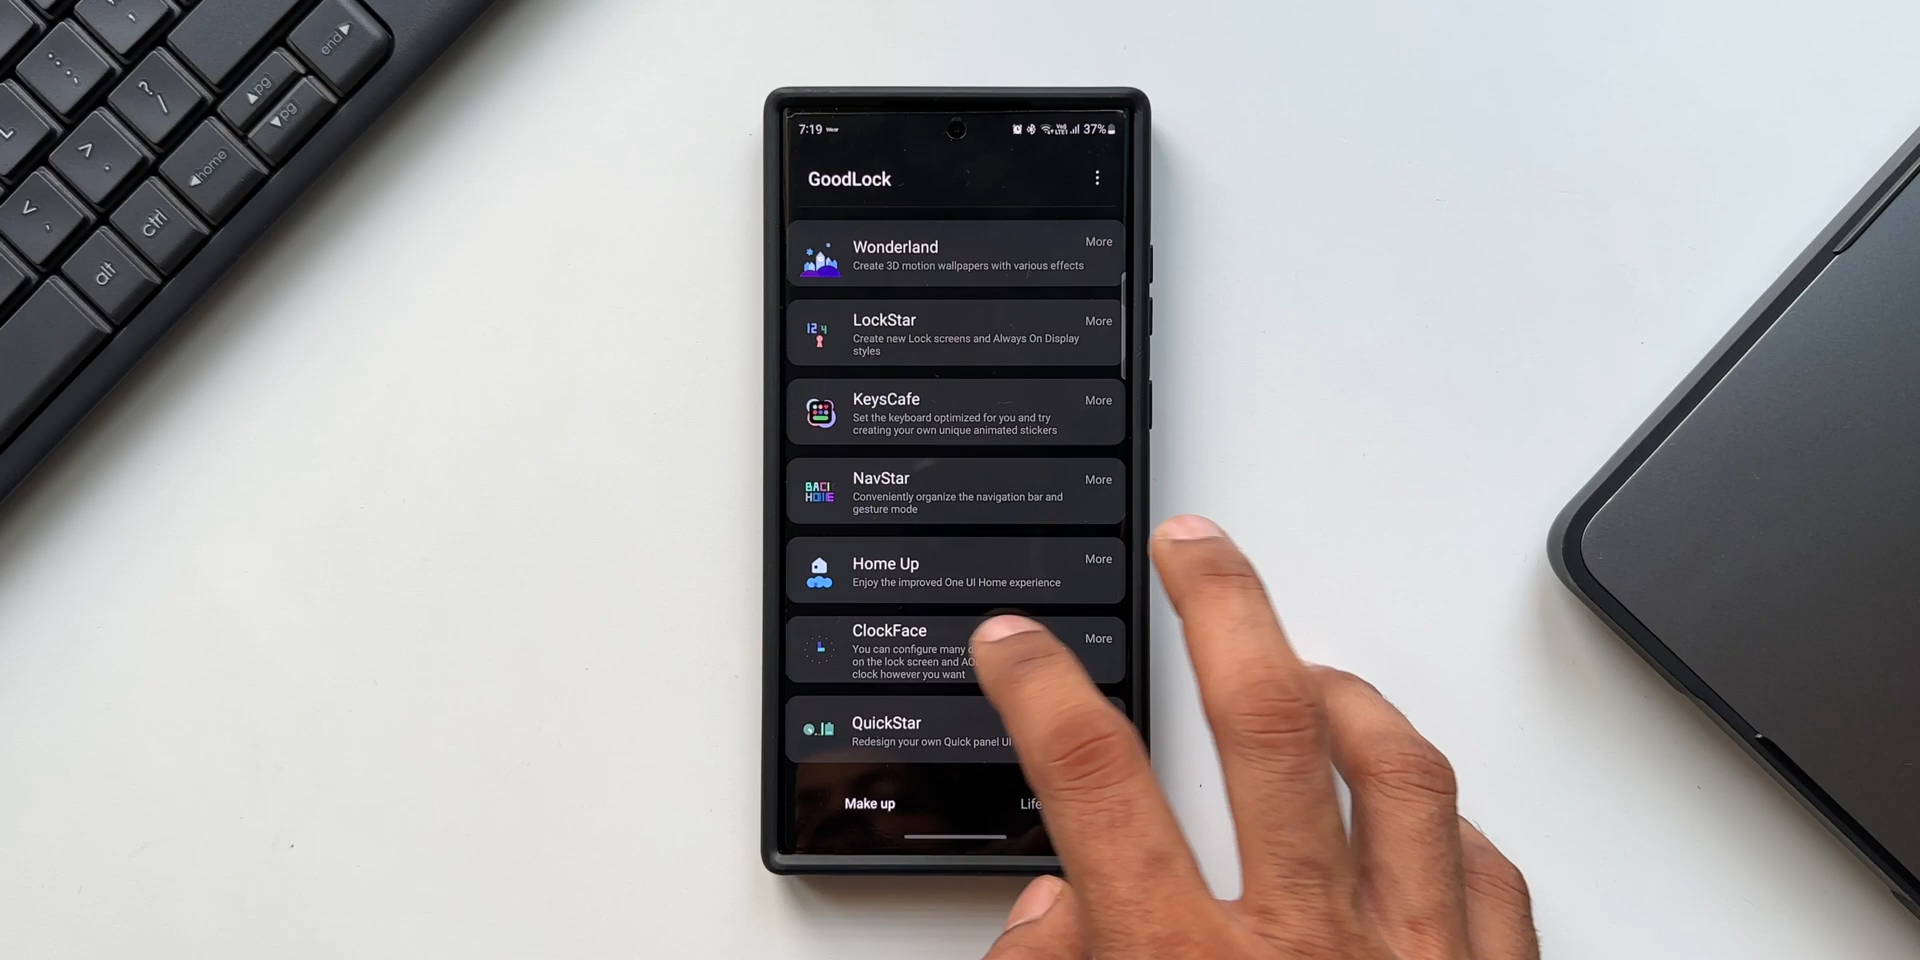 end
?
/
pg
pg
home
L
>
.
<
,
ctrl
alt
7:19
37%
GoodLock
Wonderland
More
Create 3D motion wallpapers with various effects
LockStar
More
Create new Lock screens and Always On Display
styles
KeysCafe
More
Set the keyboard optimized for you and try
creating your own unique animated stickers
NavStar
More
Conveniently organize the navigation bar and
gesture mode
Home Up
More
Enjoy the improved One UI Home experience
ClockFace
More
You can configure many
on the lock screen and
clock however you want
QuickStar
Redesign your own Quick panel UI
Make up
Life